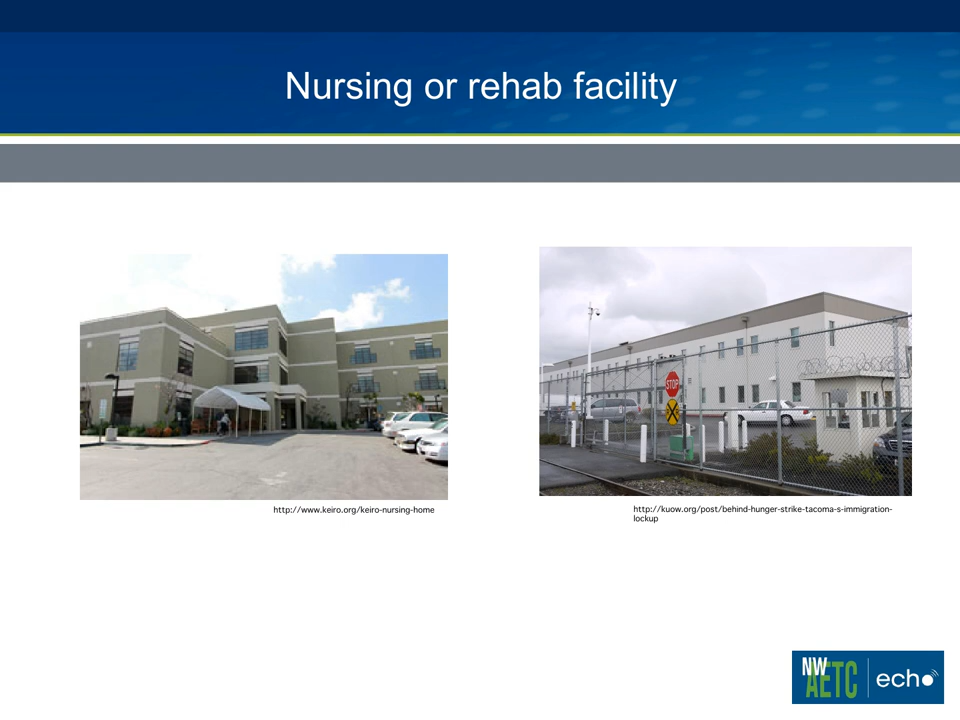 Nursing or rehab facility
STOP
http://www.keiro.org/keiro-nursing-home
http://kuow.org/post/behind-hunger-strike-tacoma-s-immigration-
lockup
NW
AETC
echo